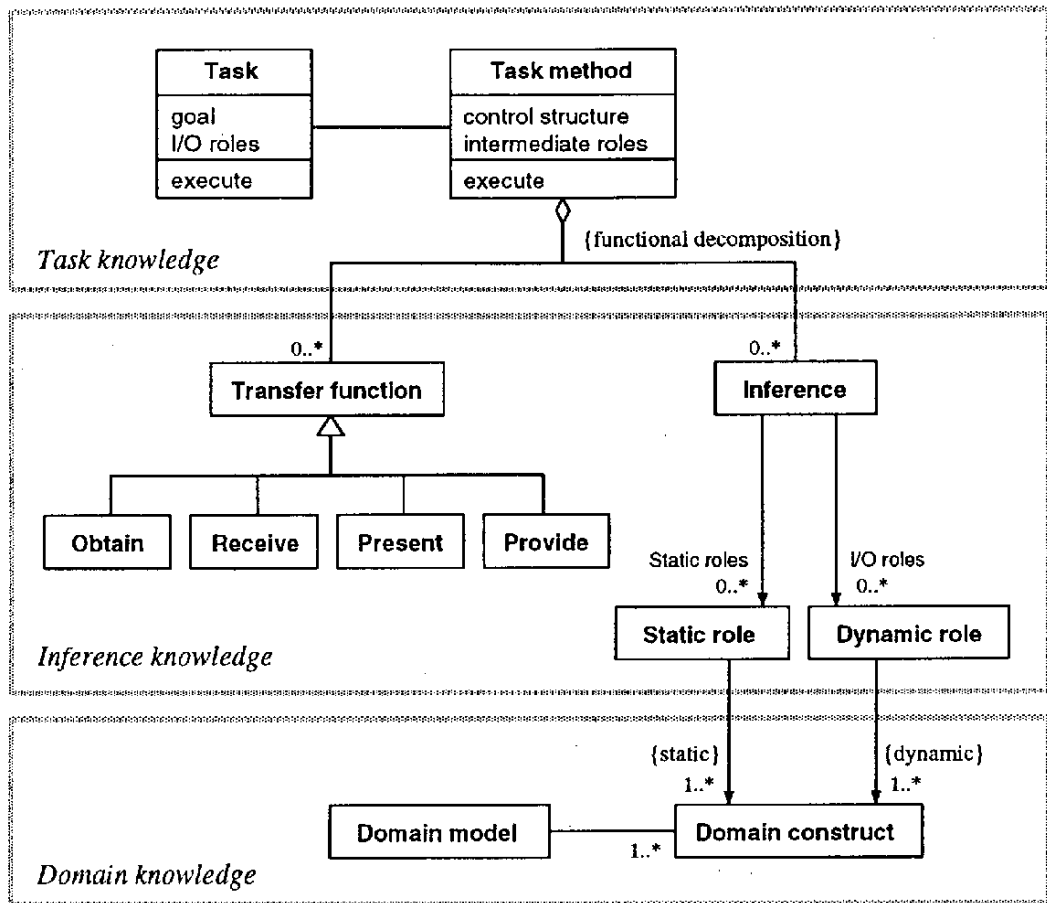 Task
goal
I/O roles
execute
Task method
control structure
intermediate roles
execute
{functional decomposition}
Task knowledge
0..*
Transfer function
0..*
Inference
Obtain
Receive
Present
Provide
Static roles
0..*
I/O roles
0..*
Static role
Dynamic role
Inference knowledge
{static}
1..*
{dynamic}
1..*
Domain model
1..*
Domain construct
Domain knowledge